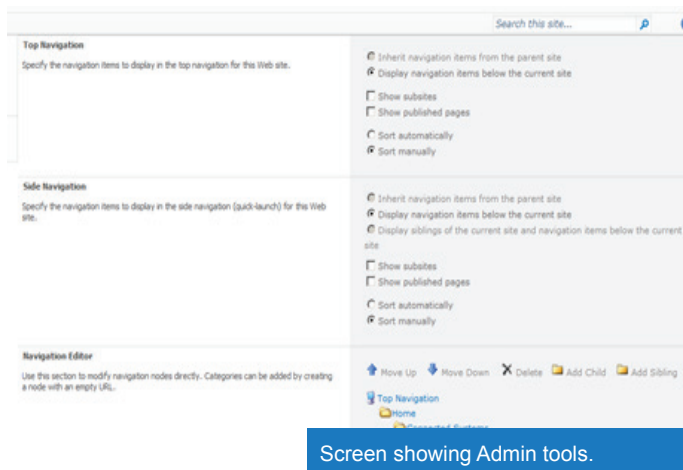 Search this site...
Top Navigation
Specify the navigation items to display in the top navigation for this Web site.
Inherit navigation items from the parent site
Display navigation items below the current site
Show subsites
Show published pages
Sort automatically
Sort manually
Side Navigation
Specify the navigation items to display in the side navigation (quick-launch) for this Web
site.
Inherit navigation items from the parent site
Display navigation items below the current site
Display siblings of the current site and navigation items below the current
site
Show subsites
Show published pages
Sort automatically
Sort manually
Navigation Editor
Use this section to modify navigation nodes directly. Categories can be added by creating
a node with an empty URL.
Move Up Move Down Delete Add Child Add Sibling
Top Navigation
Home
Connected Systems
Screen showing Admin tools.